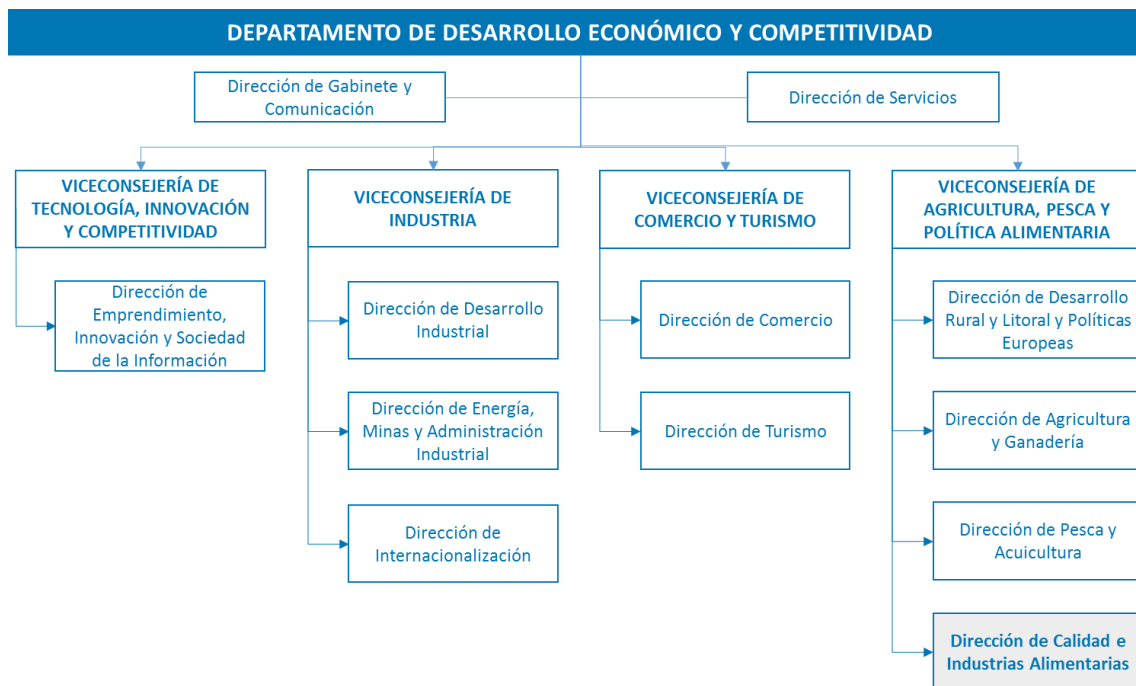 DEPARTAMENTO DE DESARROLLO ECONÓMICO Y COMPETITIVIDAD
Dirección de Gabinete y
Comunicación
Dirección de Servicios
VICECONSEJERÍA DE
TECNOLOGÍA, INNOVACIÓN
Y COMPETITIVIDAD
Dirección de
Emprendimiento,
Innovación y Sociedad
de la Información
VICECONSEJERÍA DE
INDUSTRIA
Dirección de Desarrollo
Industrial
Dirección de Energía,
Minas y Administración
Industrial
Dirección de
Internacionalización
VICECONSEJERÍA DE
COMERCIO Y TURISMO
Dirección de Comercio
Dirección de Turismo
VICECONSEJERÍA DE
AGRICULTURA, PESCA Y
POLÍTICA ALIMENTARIA
Dirección de Desarrollo
Rural y Litoral y Políticas
Europeas
Dirección de Agricultura
y Ganadería
Dirección de Pesca y
Acuicultura
Dirección de Calidad e
Industrias Alimentarias